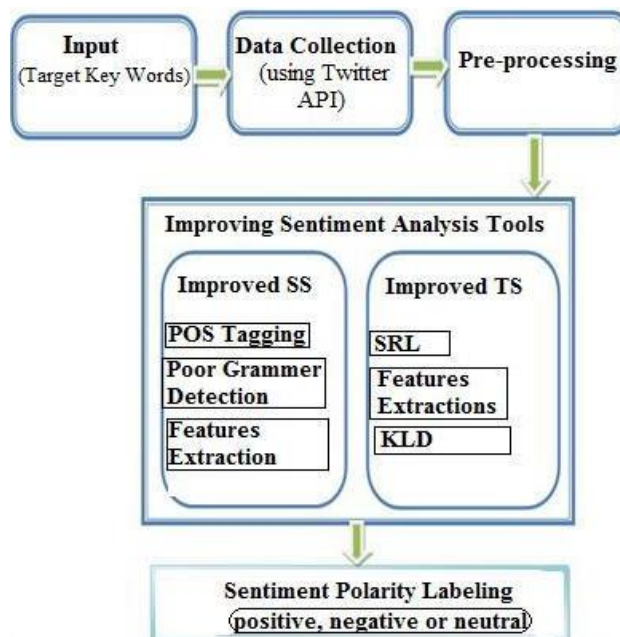 Input
(Target Key Words)
Data Collection
(using Twitter
API)
Pre-processing
Improving Sentiment Analysis Tools
Improved SS
POS Tagging
Poor Grammer
Detection
Features
Extraction
Improved TS
SRL
Features
Extractions
KLD
Sentiment Polarity Labeling
positive, negative or neutral